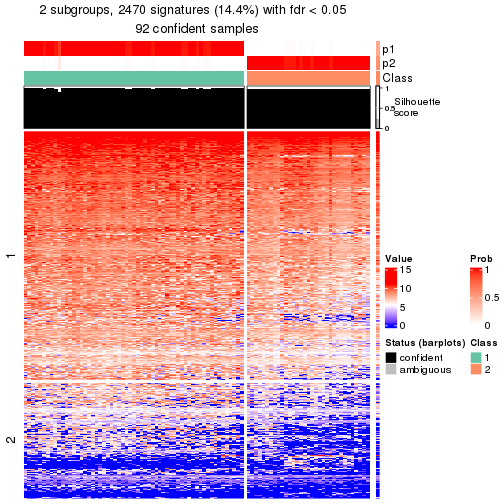 2 subgroups, 2470 signatures (14.4%) with fdr < 0.05
92 confident samples
p1
p2
Class
1
0.5
0
Silhouette
score
1
2
Value
15
10
5
0
Prob
1
0.5
0
Status (barplots)
confident
ambiguous
Class
1
2